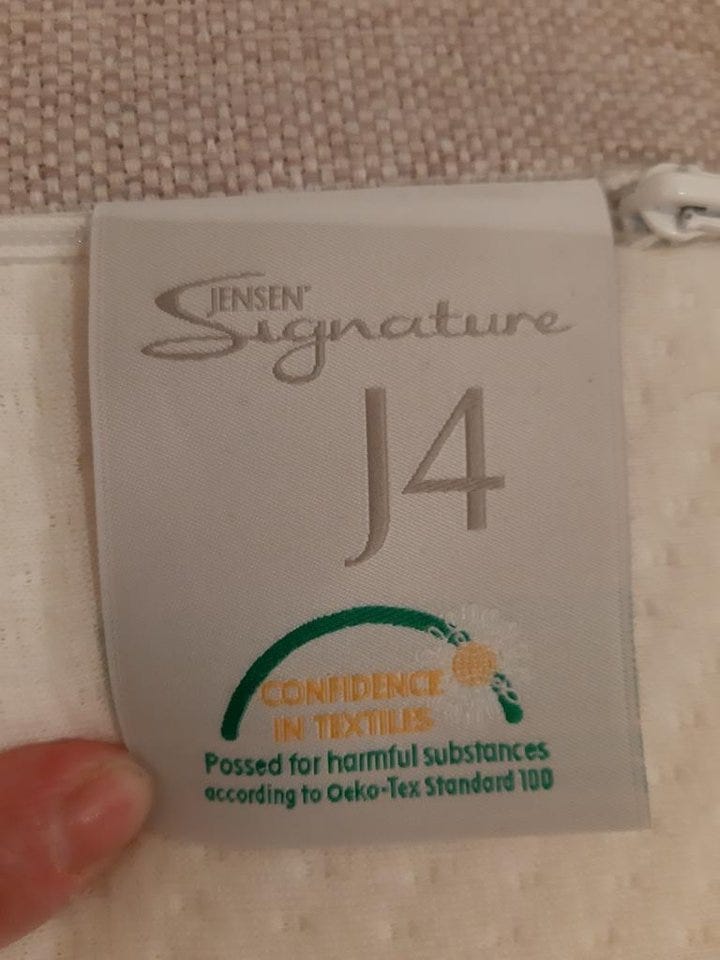 JENSEN®
Signature
J4
CONFIDENCE
IN TEXTILES
Possed for harmful substances
according to Oeko-Tex Standard 100